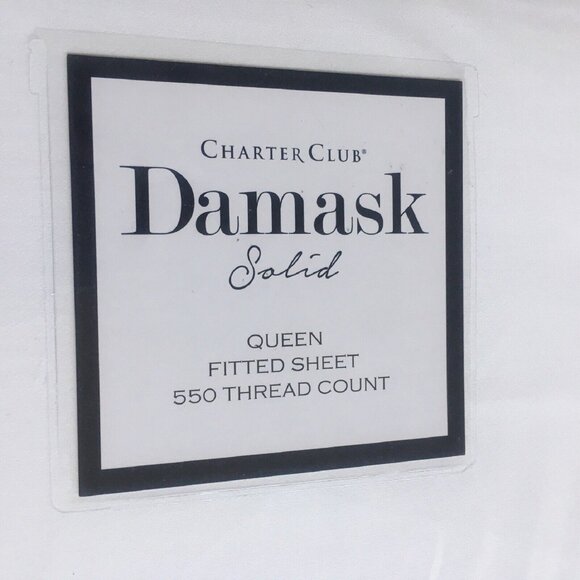 CHARTER CLUB®
Damask
Solid
QUEEN
FITTED SHEET
550 THREAD COUNT